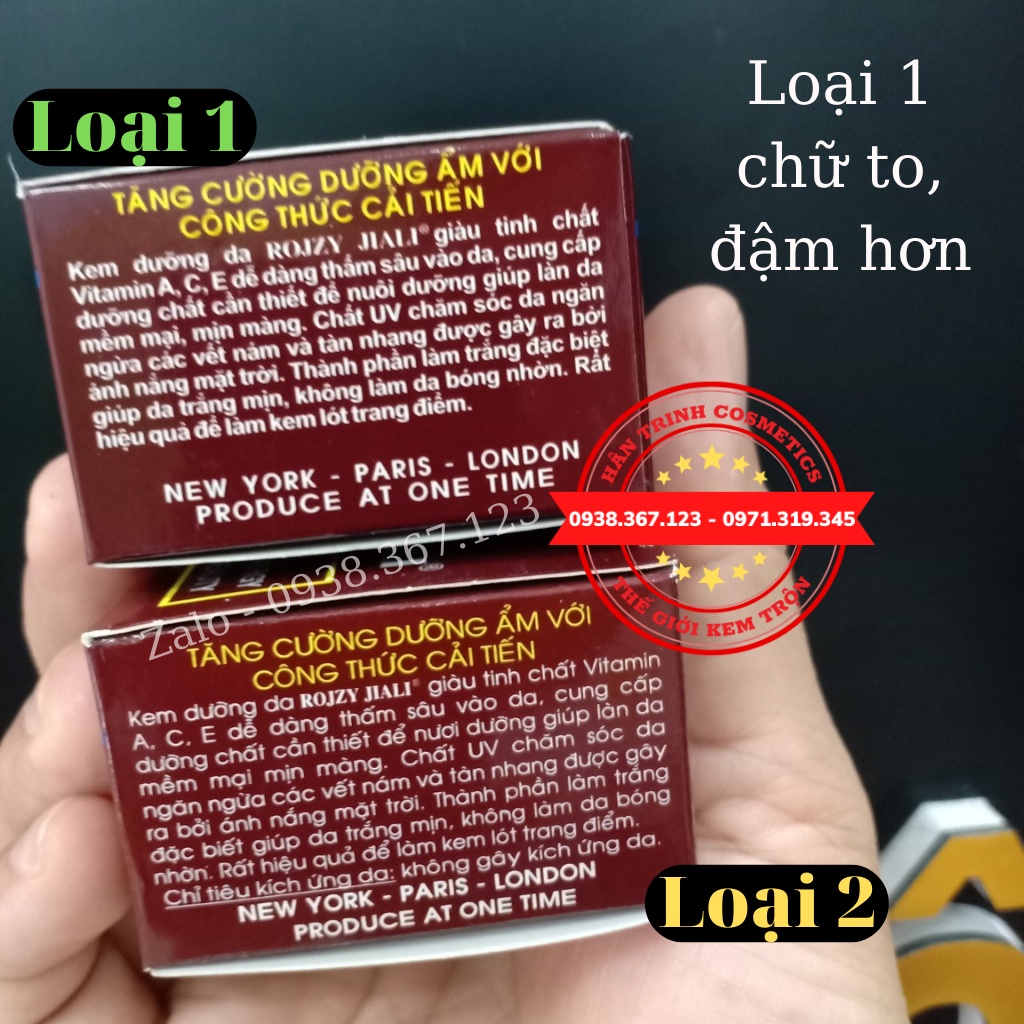 Loại 1
Loại 1
chữ to,
đậm hơn
TĂNG CƯỜNG DƯỠNG ẨM VỚI
CÔNG THỨC CẢI TIẾN
Kem dưỡng da ROJZY JIALI® giàu tinh chất
Vitamin A, C, E dễ dàng thấm sâu vào da, cung cấp
dưỡng chất cần thiết để nuôi dưỡng giúp làn da
mềm mại, mịn màng. Chất UV chăm sóc da ngăn
ngừa các vết nám và tàn nhang được gây ra bởi
ánh nắng mặt trời. Thành phần làm trắng đặc biệt
giúp da trắng mịn, không làm da bóng nhờn. Rất
hiệu quả để làm kem lót trang điểm.
NEW YORK - PARIS - LONDON
PRODUCE AT ONE TIME
HÂN TRINH COSMETICS
0938.367.123 - 0971.319.345
THẾ GIỚI KEM TRỘN
Zalo - 0938.367.123
TĂNG CƯỜNG DƯỠNG ẨM VỚI
CÔNG THỨC CẢI TIẾN
Kem dưỡng da ROJZY JIALI® giàu tinh chất Vitamin
A, C, E dễ dàng thấm sâu vào da, cung cấp
dưỡng chất cần thiết để nươi dưỡng giúp làn da
mềm mại mịn màng. Chất UV chăm sóc da
ngăn ngừa các vết nám và tàn nhang được gây
ra bởi ánh nắng mặt trời. Thành phần làm trắng
đặc biết giúp da trắng mịn, không làm da bóng
nhờn. Rất hiệu quả để làm kem lót trang điểm.
Chỉ tiêu kích ứng da: không gây kích ứng da.
NEW YORK - PARIS - LONDON
PRODUCE AT ONE TIME
Loại 2